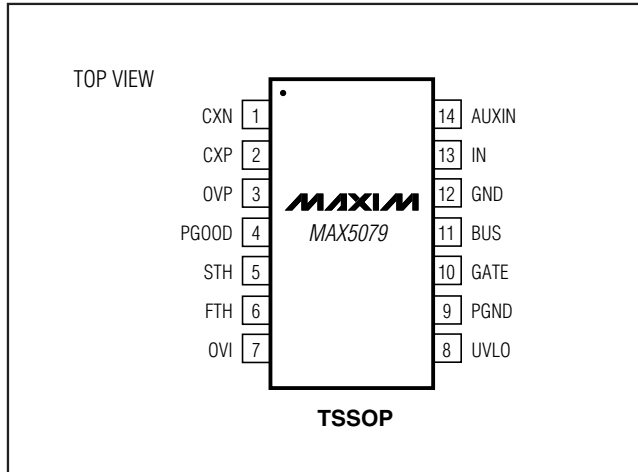 TOP VIEW
CXN 1 14 AUXIN
CXP 2 13 IN
OVP 3 12 GND
MAXIM
PGOOD 4 MAX5079 11 BUS
STH 5 10 GATE
FTH 6 9 PGND
OVI 7 8 UVLO
TSSOP